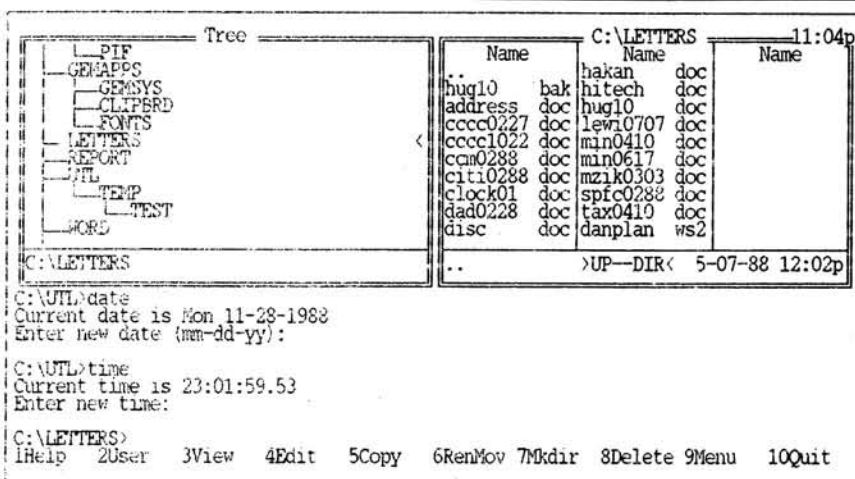 Tree
PIF
GEMAPPS
GEMSYS
CLIPBRD
FONTS
LETTERS <
REPORT
UTL
TEMP
TEST
WORD
C:\LETTERS
C:\LETTERS 11:04p
Name Name Name
.. hakan doc
hug10 bak hitech doc
address doc hug10 doc
cccc0227 doc lewi0707 doc
cccc1022 doc min0410 doc
ccm0288 doc min0617 doc
citi0288 doc mzik0303 doc
clock01 doc spfc0288 doc
dad0228 doc tax0410 doc
disc doc danplan ws2
.. >UP--DIR< 5-07-88 12:02p
C:\UTL>date
Current date is Mon 11-28-1988
Enter new date (mm-dd-yy):
C:\UTL>time
Current time is 23:01:59.53
Enter new time:
C:\LETTERS>
1Help 2User 3View 4Edit 5Copy 6RenMov 7Mkdir 8Delete 9Menu 10Quit